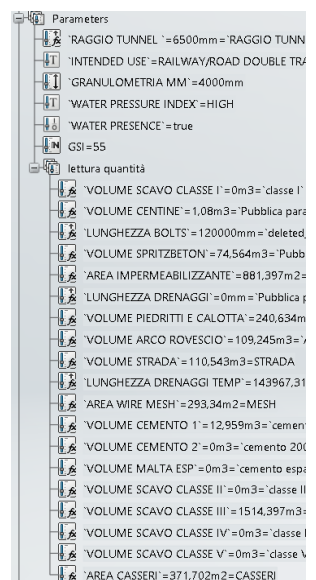 Parameters
`RAGGIO TUNNEL `=6500mm=`RAGGIO TUNN
`INTENDED USE`=RAILWAY/ROAD DOUBLE TRA
`GRANULOMETRIA MM`=4000mm
`WATER PRESSURE INDEX`=HIGH
`WATER PRESENCE`=true
GSI=55
lettura quantità
`VOLUME SCAVO CLASSE I`=0m3=`classe I`
`VOLUME CENTINE`=1,08m3=`Pubblica para
`LUNGHEZZA BOLTS`=120000mm=`deleted_
`VOLUME SPRITZBETON`=74,564m3=`Pubb
`AREA IMPERMEABILIZZANTE`=881,397m2=
`LUNGHEZZA DRENAGGI`=0mm=`Pubblica p
`VOLUME PIEDRITTI E CALOTTA`=240,634m
`VOLUME ARCO ROVESCIO`=109,245m3=`A
`VOLUME STRADA`=110,543m3=STRADA
`LUNGHEZZA DRENAGGI TEMP`=143967,31
`AREA WIRE MESH`=293,34m2=MESH
`VOLUME CEMENTO 1`=12,959m3=`cement
`VOLUME CEMENTO 2`=0m3=`cemento 200
`VOLUME MALTA ESP`=0m3=`cemento espa
`VOLUME SCAVO CLASSE II`=0m3=`classe II
`VOLUME SCAVO CLASSE III`=1514,397m3=
`VOLUME SCAVO CLASSE IV`=0m3=`classe I
`VOLUME SCAVO CLASSE V`=0m3=`classe V
`AREA CASSERI`=371,702m2=CASSERI